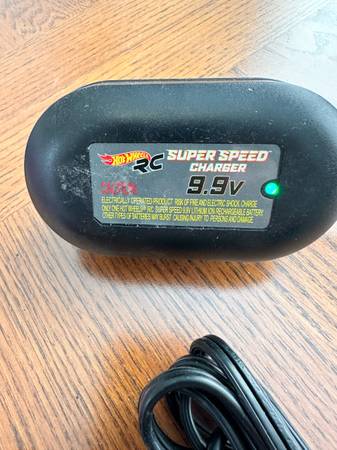 HOT WHEELS RC SUPER SPEED
CHARGER
CAUTION 9.9V
ELECTRICALLY OPERATED PRODUCT. RISK OF FIRE AND ELECTRIC SHOCK. CHARGE
ONLY ONE HOT WHEELS R/C SUPER SPEED 9.9V LITHIUM ION RECHARGEABLE BATTERY.
OTHER TYPES OF BATTERIES MAY BURST CAUSING INJURY TO PERSONS AND DAMAGE.